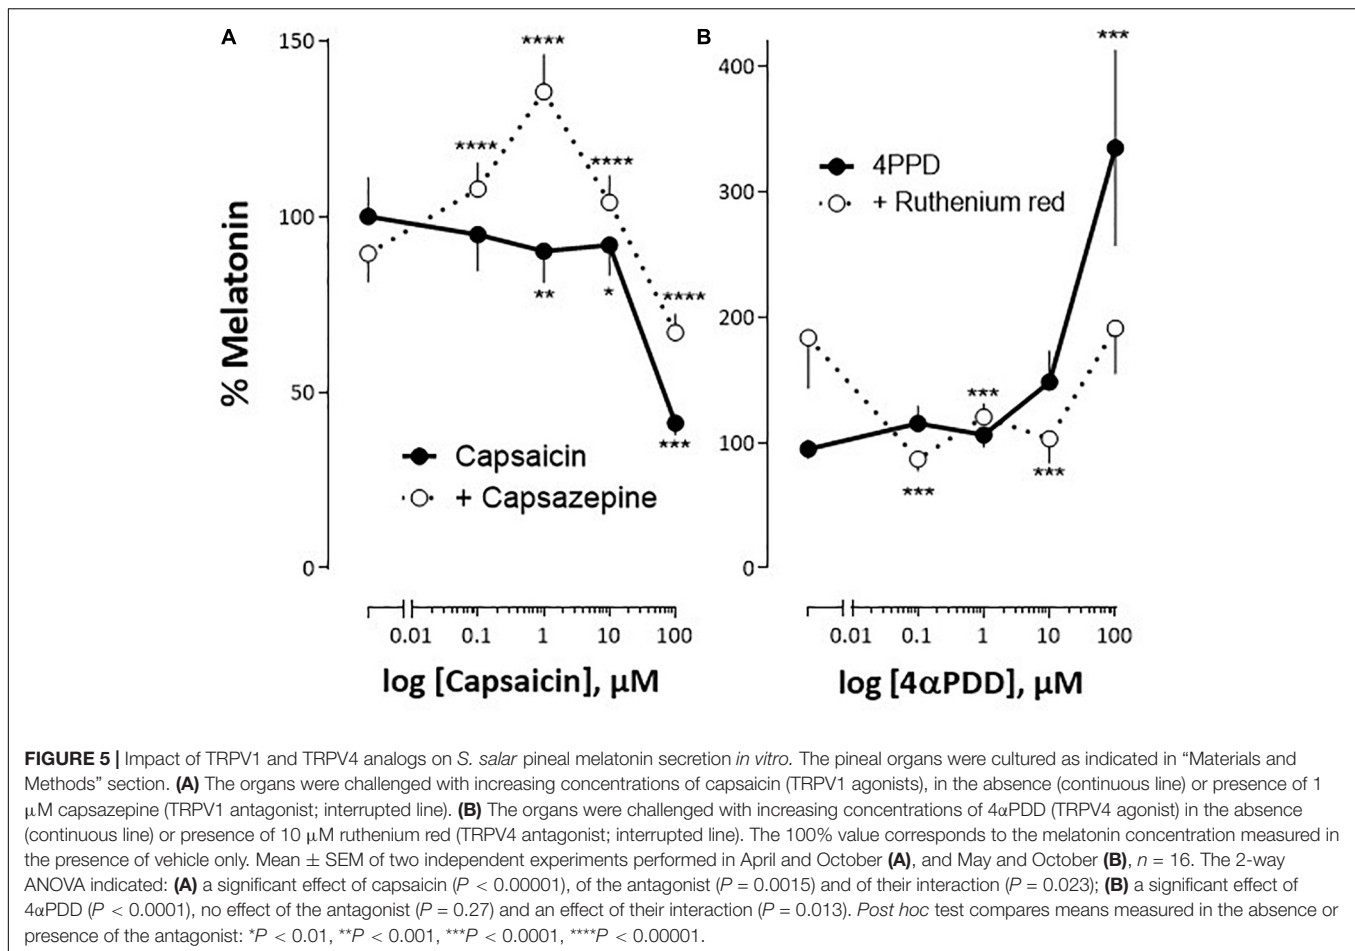 A
B
150
100
50
0
% Melatonin
****
****
****
****
**
*
***
Capsaicin
+ Capsazepine
0.01 0.1 1 10 100
log [Capsaicin], µM
400
300
200
100
0
***
***
***
***
4PPD
+ Ruthenium red
0.01 0.1 1 10 100
log [4αPDD], µM
FIGURE 5 | Impact of TRPV1 and TRPV4 analogs on S. salar pineal melatonin secretion in vitro. The pineal organs were cultured as indicated in “Materials and
Methods” section. (A) The organs were challenged with increasing concentrations of capsaicin (TRPV1 agonists), in the absence (continuous line) or presence of 1
µM capsazepine (TRPV1 antagonist; interrupted line). (B) The organs were challenged with increasing concentrations of 4αPDD (TRPV4 agonist) in the absence
(continuous line) or presence of 10 µM ruthenium red (TRPV4 antagonist; interrupted line). The 100% value corresponds to the melatonin concentration measured in
the presence of vehicle only. Mean ± SEM of two independent experiments performed in April and October (A), and May and October (B), n = 16. The 2-way
ANOVA indicated: (A) a significant effect of capsaicin (P < 0.00001), of the antagonist (P = 0.0015) and of their interaction (P = 0.023); (B) a significant effect of
4αPDD (P < 0.0001), no effect of the antagonist (P = 0.27) and an effect of their interaction (P = 0.013). Post hoc test compares means measured in the absence or
presence of the antagonist: *P < 0.01, **P < 0.001, ***P < 0.0001, ****P < 0.00001.